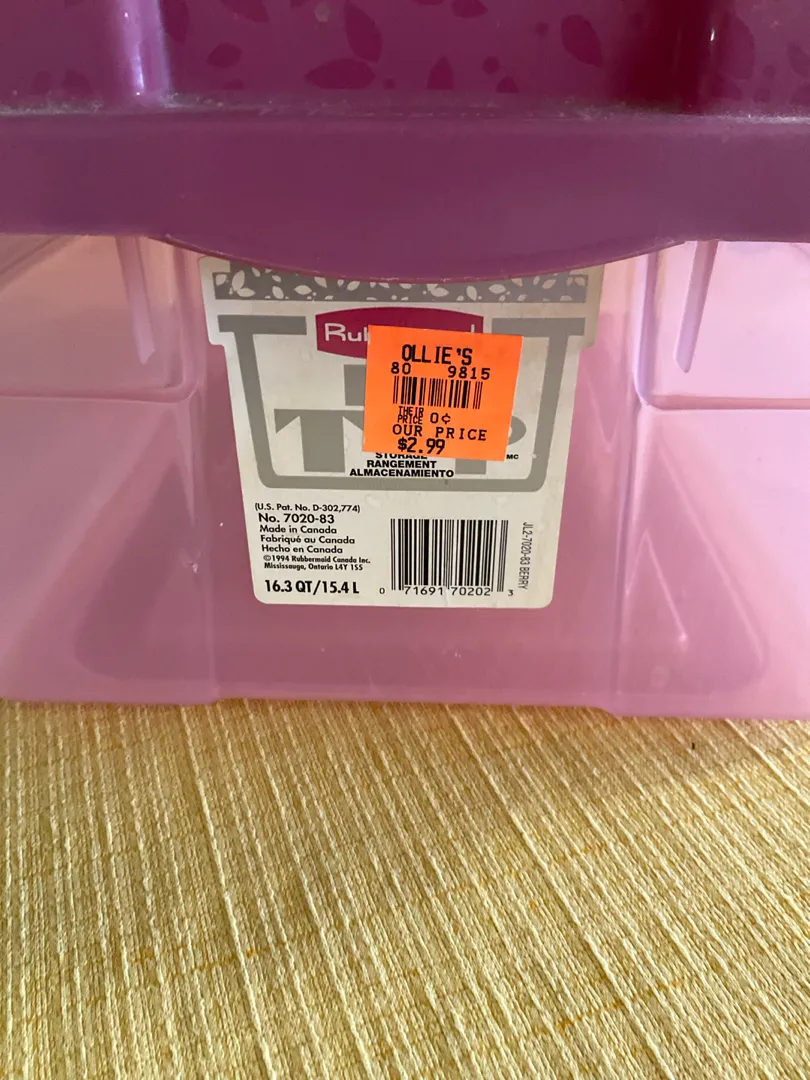 Ru
OLLIE'S
80 9815
THEIR
PRICE 0¢
OUR PRICE
$2.99
STORAGE
MC
RANGEMENT
ALMACENAMIENTO
(U.S. Pat. No. D-302,774)
No. 7020-83
Made in Canada
Fabriqué au Canada
Hecho en Canada
©1994 Rubbermaid Canada Inc.
Mississauga, Ontario L4Y 1S5
16.3 QT/15.4 L
0 71691 70202 3
JL2-7020-83 BERRY